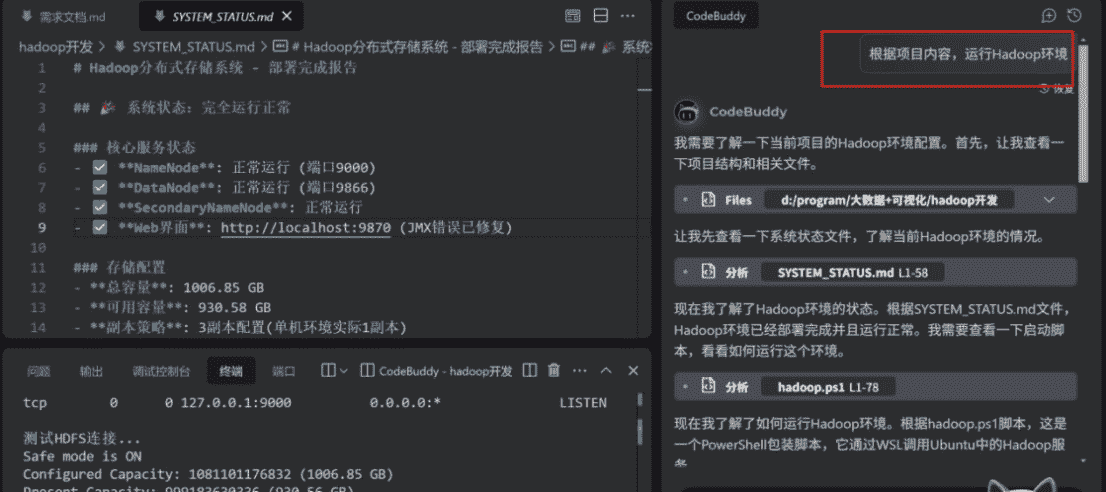 需求文档.md
SYSTEM_STATUS.md
hadoop开发 > SYSTEM_STATUS.md > # Hadoop分布式存储系统 - 部署完成报告 > ## 🎉
1 # Hadoop分布式存储系统 - 部署完成报告
2
3 ## 🎉 系统状态: 完全运行正常
4
5 ### 核心服务状态
6 - ✅ **NameNode**: 正常运行 (端口9000)
7 - ✅ **DataNode**: 正常运行 (端口9866)
8 - ✅ **SecondaryNameNode**: 正常运行
9 - ✅ **Web界面**: http://localhost:9870 (JMX错误已修复)
10
11 ### 存储配置
12 - **总容量**: 1006.85 GB
13 - **可用容量**: 930.58 GB
14 - **副本策略**: 3副本配置(单机环境实际1副本)
问题 输出 调试控制台 终端 端口 CodeBuddy - hadoop开发
tcp 0 0 127.0.0.1:9000 0.0.0.0:* LISTEN
测试HDFS连接...
Safe mode is ON
Configured Capacity: 1081101176832 (1006.85 GB)
CodeBuddy
根据项目内容，运行Hadoop环境
恢复
CodeBuddy
我需要了解一下当前项目的Hadoop环境配置。首先，让我查看一
下项目结构和相关文件。
Files d:/program/大数据+可视化/hadoop开发
让我先查看一下系统状态文件，了解当前Hadoop环境的情况。
分析 SYSTEM_STATUS.md L1-58
现在我了解了Hadoop环境的状态。根据SYSTEM_STATUS.md文件，
Hadoop环境已经部署完成并且运行正常。我需要查看一下启动脚
本，看看如何运行这个环境。
分析 hadoop.ps1 L1-78
现在我了解了如何运行Hadoop环境。根据hadoop.ps1脚本，这是
一个PowerShell包装脚本，它通过WSL调用Ubuntu中的Hadoop服